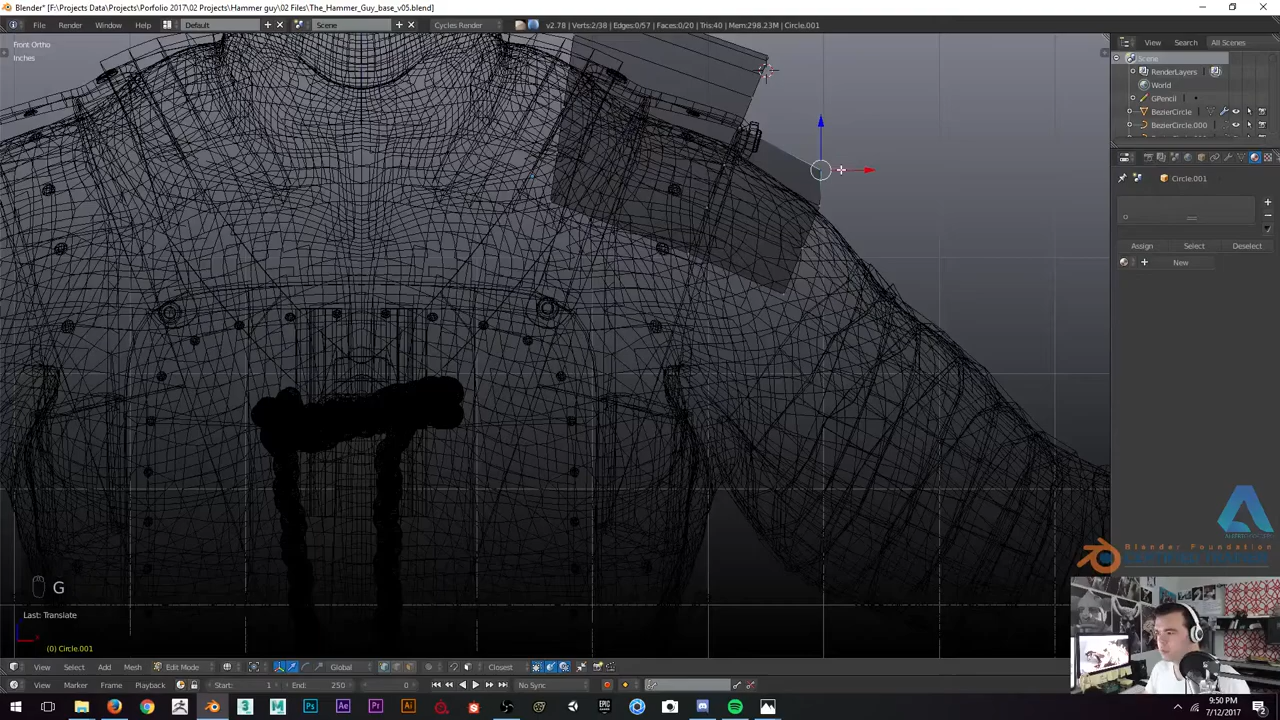 Blender* [F:\Projects Data\Projects\Porfolio 2017\02 Projects\Hammer guy\02 Files\The_Hammer_Guy_base_v05.blend]
File Render Window Help Default Scene Cycles Render v2.78 | Verts:2/38 | Edges:0/57 | Faces:0/20 | Tris:40 | Mem:298.23M | Circle.001
Front Ortho
Inches
View Search All Scenes
Scene
RenderLayers
World
GPencil
BezierCircle
BezierCircle.000
Circle.001
Assign Select Deselect
New
Blender Foundation
G
Last: Translate
(0) Circle.001
View Select Add Mesh Edit Mode Global Closest
View Marker Frame Playback Start: 1 End: 250 0 No Sync
9:50 PM
7/12/2017